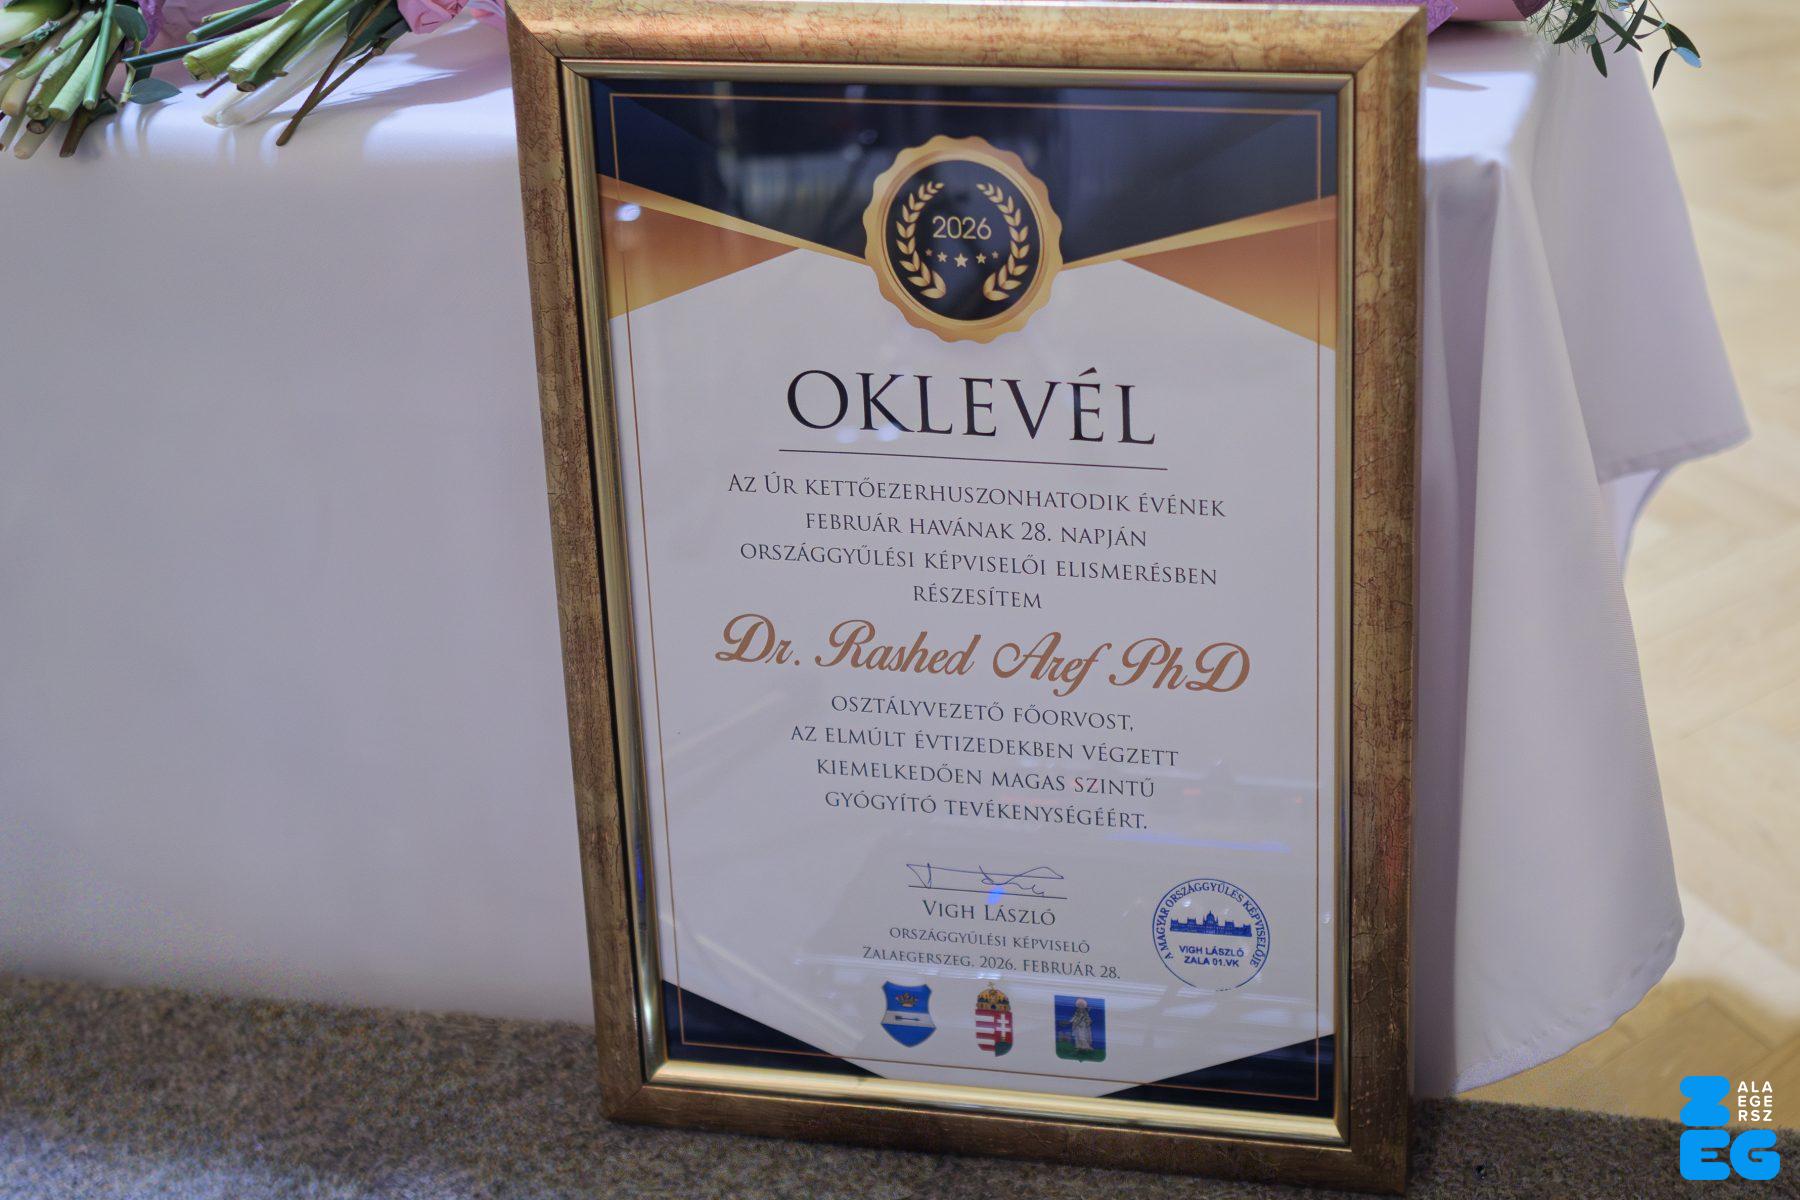 2026
OKLEVÉL
AZ ÚR KETTŐEZERHUSZONHATODIK ÉVÉNEK
FEBRUÁR HAVÁNAK 28. NAPJÁN
ORSZÁGGYŰLÉSI KÉPVISELŐI ELISMERÉSBEN
RÉSZESÍTEM
Dr. Rashed Aref PhD
OSZTÁLYVEZETŐ FŐORVOST,
AZ ELMÚLT ÉVTIZEDEKBEN VÉGZETT
KIEMELKEDŐEN MAGAS SZINTŰ
GYÓGYÍTÓ TEVÉKENYSÉGÉÉRT.
VIGH LÁSZLÓ
ORSZÁGGYŰLÉSI KÉPVISELŐ
ZALAEGERSZEG, 2026. FEBRUÁR 28.
A MAGYAR ORSZÁGGYŰLÉS KÉPVISELŐJE
VIGH LÁSZLÓ
ZALA 01.VK
Z ALA
EGE
RSZ
EG